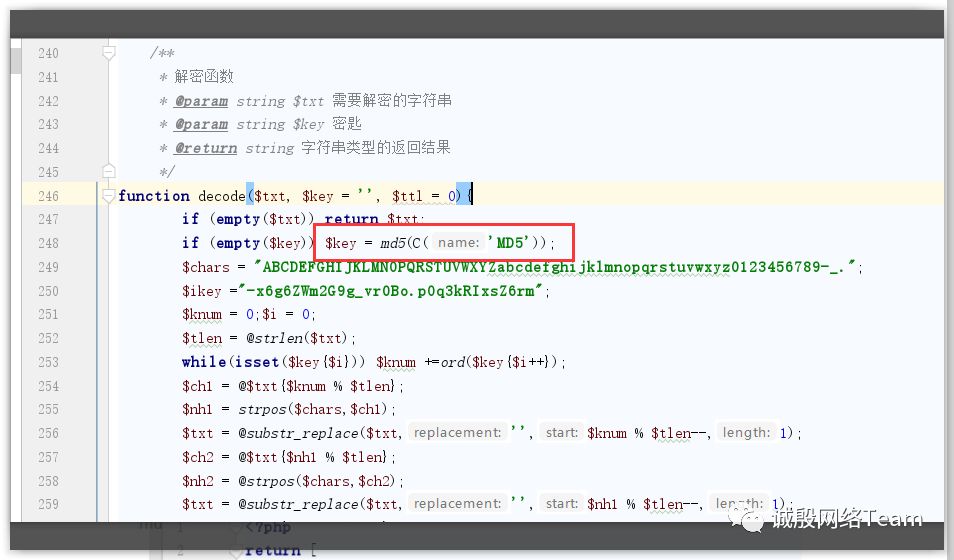 240 /**
241 * 解密函数
242 * @param string $txt 需要解密的字符串
243 * @param string $key 密匙
244 * @return string 字符串类型的返回结果
245 */
246 function decode($txt, $key = '', $ttl = 0){
247 if (empty($txt)) return $txt;
248 if (empty($key)) $key = md5(C( name: 'MD5'));
249 $chars = "ABCDEFGHIJKLMNOPQRSTUVWXYZabcdefghijklmnopqrstuvwxyz0123456789-_.";
250 $ikey ="-x6g6ZWm2G9g_vr0Bo.pOq3kRIxsZ6rm";
251 $knum = 0;$i = 0;
252 $tlen = @strlen($txt);
253 while(isset($key{$i})) $knum +=ord($key{$i++});
254 $ch1 = @$txt{$knum % $tlen};
255 $nh1 = strpos($chars,$ch1);
256 $txt = @substr_replace($txt, replacement: '', start: $knum % $tlen--, length: 1);
257 $ch2 = @$txt{$nh1 % $tlen};
258 $nh2 = @strpos($chars,$ch2);
259 $txt = @substr_replace($txt, replacement: '', start: $nh1 % $tlen--, length: 1);
诚殷网络Team
1 <?php
2 return [